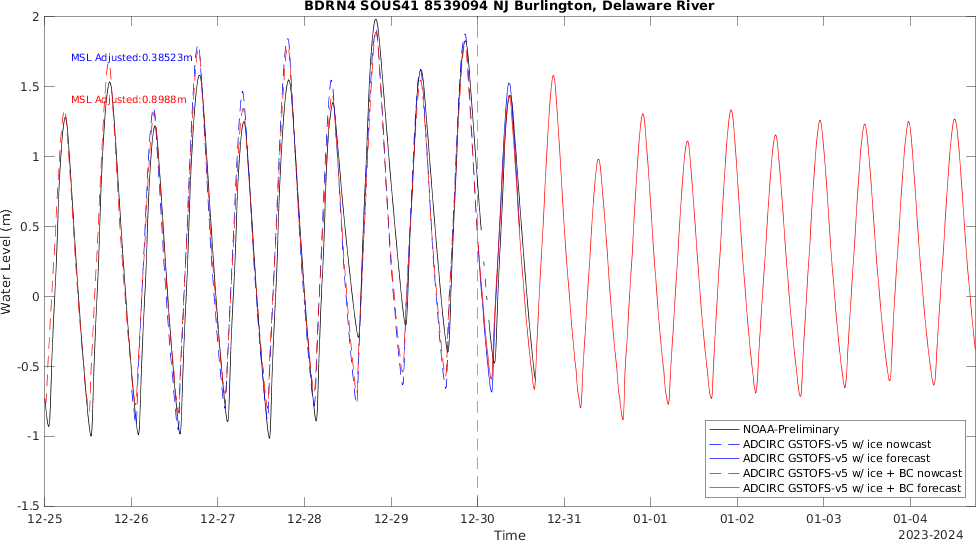 BDRN4 SOUS41 8539094 NJ Burlington, Delaware River
Water Level (m)
2
1.5
1
0.5
0
-0.5
-1
-1.5
MSL Adjusted:0.38523m
MSL Adjusted:0.8988m
NOAA-Preliminary
ADCIRC GSTOFS-v5 w/ ice nowcast
ADCIRC GSTOFS-v5 w/ ice forecast
ADCIRC GSTOFS-v5 w/ ice + BC nowcast
ADCIRC GSTOFS-v5 w/ ice + BC forecast
12-25 12-26 12-27 12-28 12-29 12-30 12-31 01-01 01-02 01-03 01-04
Time
2023-2024